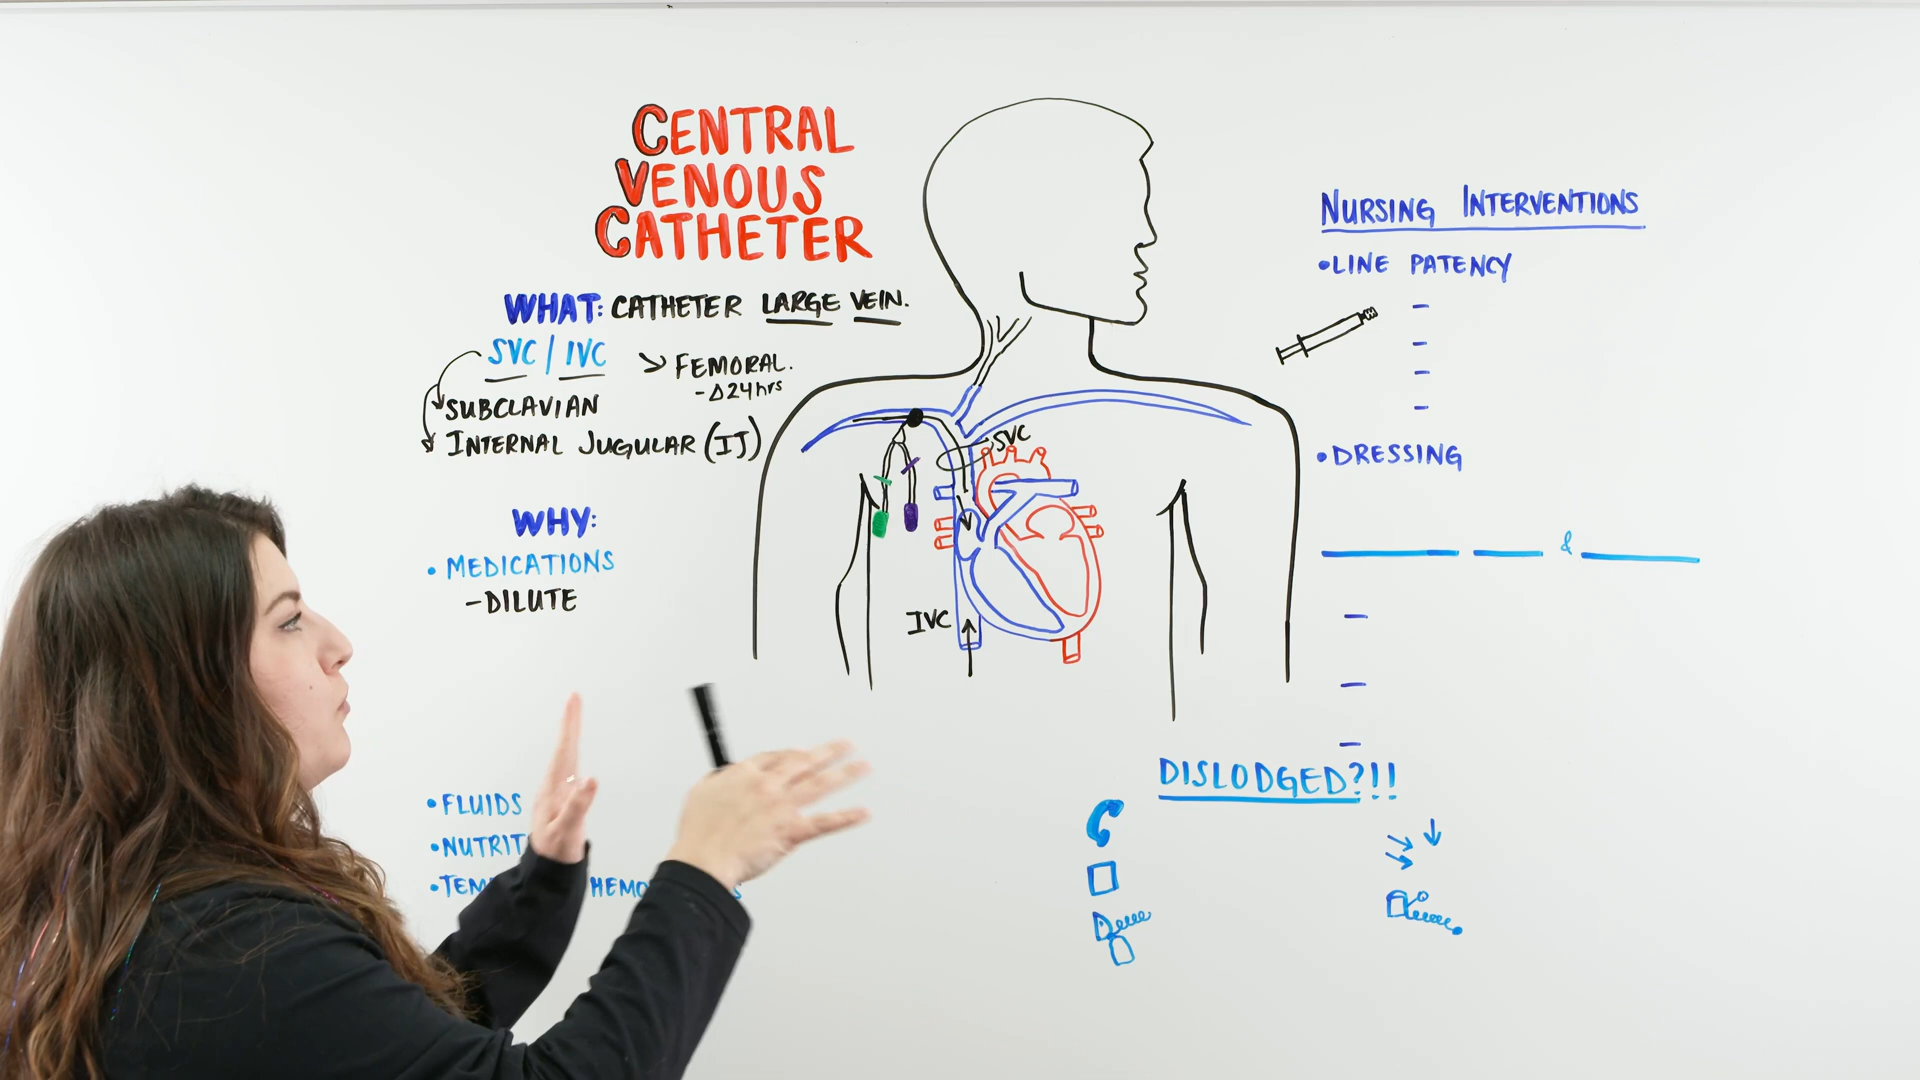 CENTRAL
VENOUS
CATHETER
WHAT: CATHETER LARGE VEIN.
SVC / IVC
FEMORAL.
-Δ24hrs
SUBCLAVIAN
INTERNAL JUGULAR (IJ)
WHY:
•MEDICATIONS
-DILUTE
•FLUIDS
SVC
IVC
NURSING INTERVENTIONS
•LINE PATENCY
-
-
-
-
•DRESSING
&
-
-
-
DISLODGED?!!